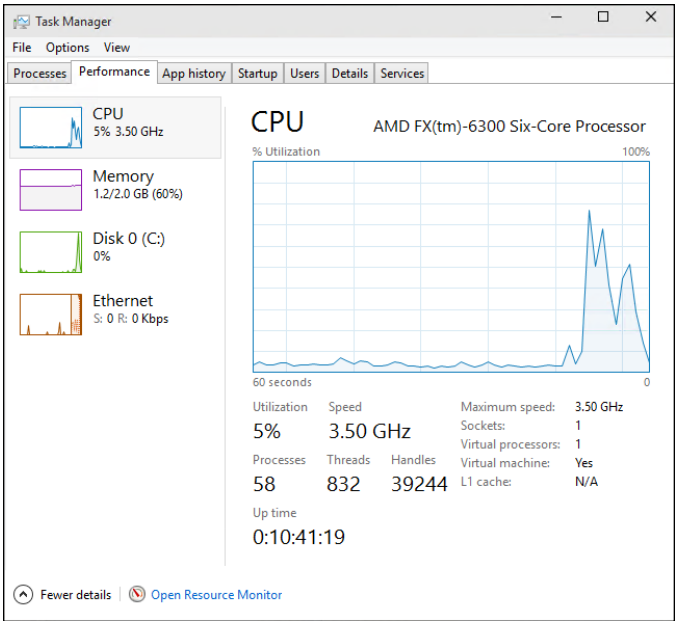 Task Manager
File Options View
Processes Performance App history Startup Users Details Services
CPU
5% 3.50 GHz
Memory
1.2/2.0 GB (60%)
Disk 0 (C:)
0%
Ethernet
S: 0 R: 0 Kbps
CPU AMD FX(tm)-6300 Six-Core Processor
% Utilization 100%
60 seconds 0
Utilization Speed
5% 3.50 GHz
Processes Threads Handles
58 832 39244
Up time
0:10:41:19
Maximum speed: 3.50 GHz
Sockets: 1
Virtual processors: 1
Virtual machine: Yes
L1 cache: N/A
Fewer details Open Resource Monitor